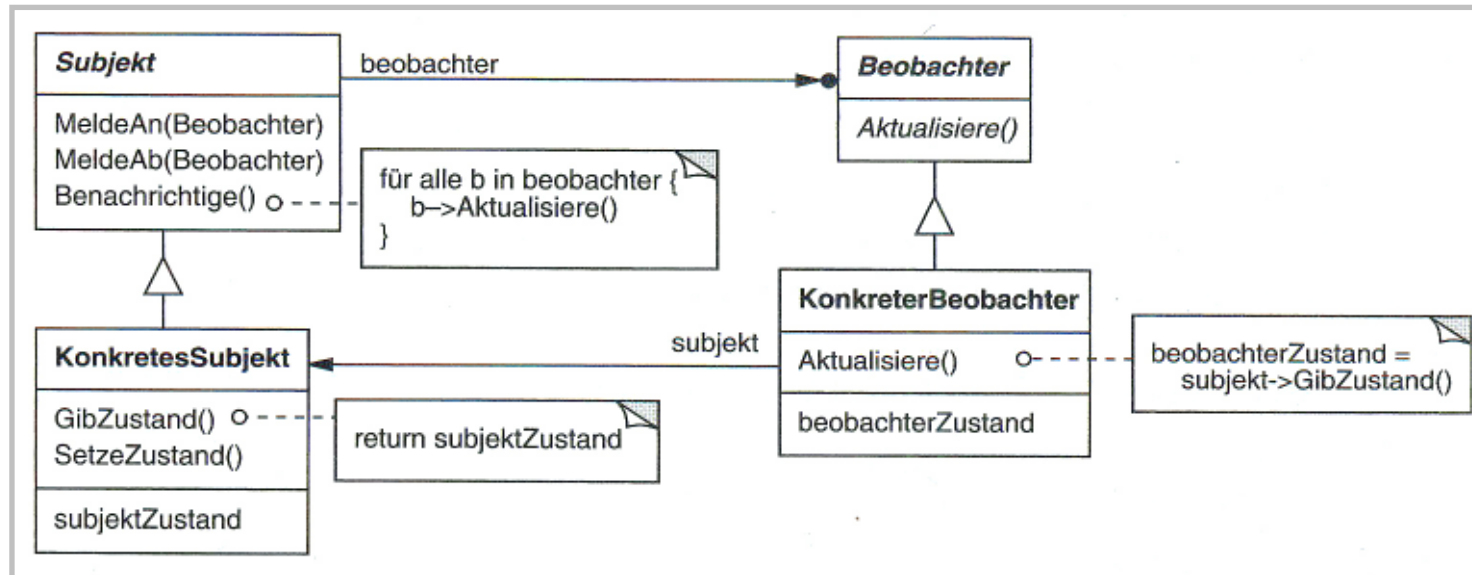 Subjekt
MeldeAn(Beobachter)
MeldeAb(Beobachter)
Benachrichtige()
beobachter
für alle b in beobachter {
b–>Aktualisiere()
}
Beobachter
Aktualisiere()
KonkretesSubjekt
GibZustand()
SetzeZustand()
subjektZustand
return subjektZustand
subjekt
KonkreterBeobachter
Aktualisiere()
beobachterZustand
beobachterZustand =
subjekt->GibZustand()